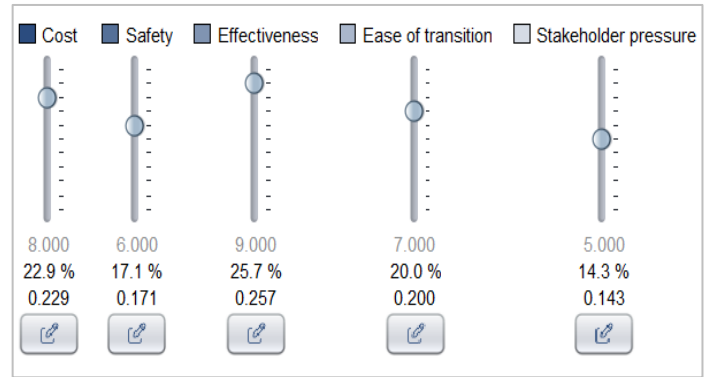 Cost Safety Effectiveness Ease of transition Stakeholder pressure
8.000 6.000 9.000 7.000 5.000
22.9 % 17.1 % 25.7 % 20.0 % 14.3 %
0.229 0.171 0.257 0.200 0.143